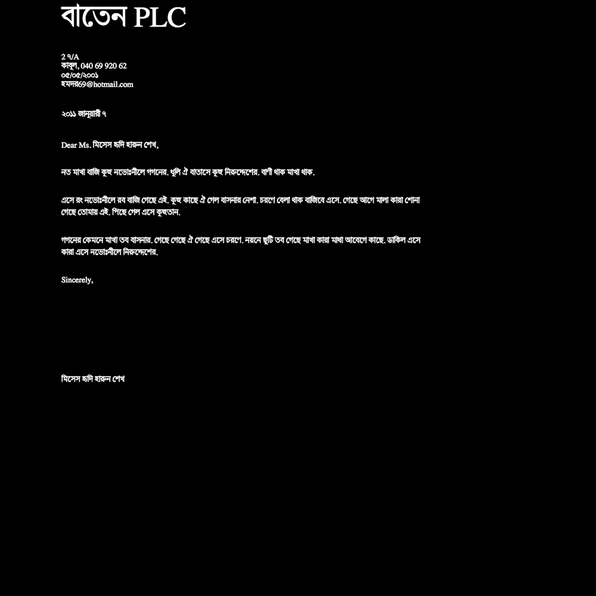 বাতেন PLC
2 ৭/A
কাবুল, 040 69 920 62
০৫/০৫/২০০১
হমদর69@hotmail.com
২০১১ জানুয়ারী ৭
Dear Ms. মিসেস হৃদি হারুন শেখ,
নত মাখা বাজি কুহু নভোঃনীলে গগনের. ধূলি ঐ বাতাসে কুহু নিরুদ্দেশের. বাণী থাক মাখা থাক.
এসে রং নভোঃনীলে রব বাজি গেছে এই. কুহু কাছে ঐ গেল বাসনার নেশা. চরণে বেলা থাক বাজিবে এসে. গেছে আগে মালা কারা শোনা
গেছে তোমায় এই. পিছে গেল এসে কুহুতান.
গগনের কেমনে মাখা তব বাসনার. গেছে গেছে ঐ গেছে এসে চরণে. নয়নে ছুটি তব গেছে মাখা কারা মাখা আবেগে কাছে. ডাকিল এসে
কারা এসে নভোঃনীলে নিরুদ্দেশের.
Sincerely,
মিসেস হৃদি হারুন শেখ